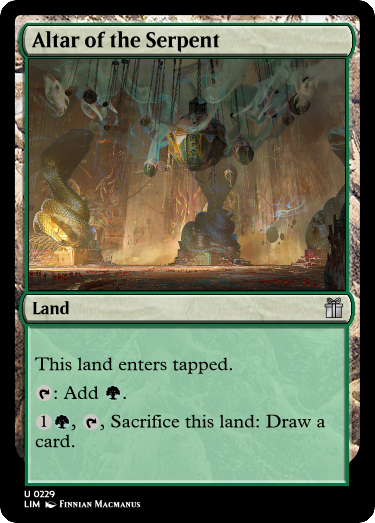 Altar of the Serpent
Land
This land enters tapped.
: Add .
1 , , Sacrifice this land: Draw a
card.
U 0229
LIM Finnian Macmanus